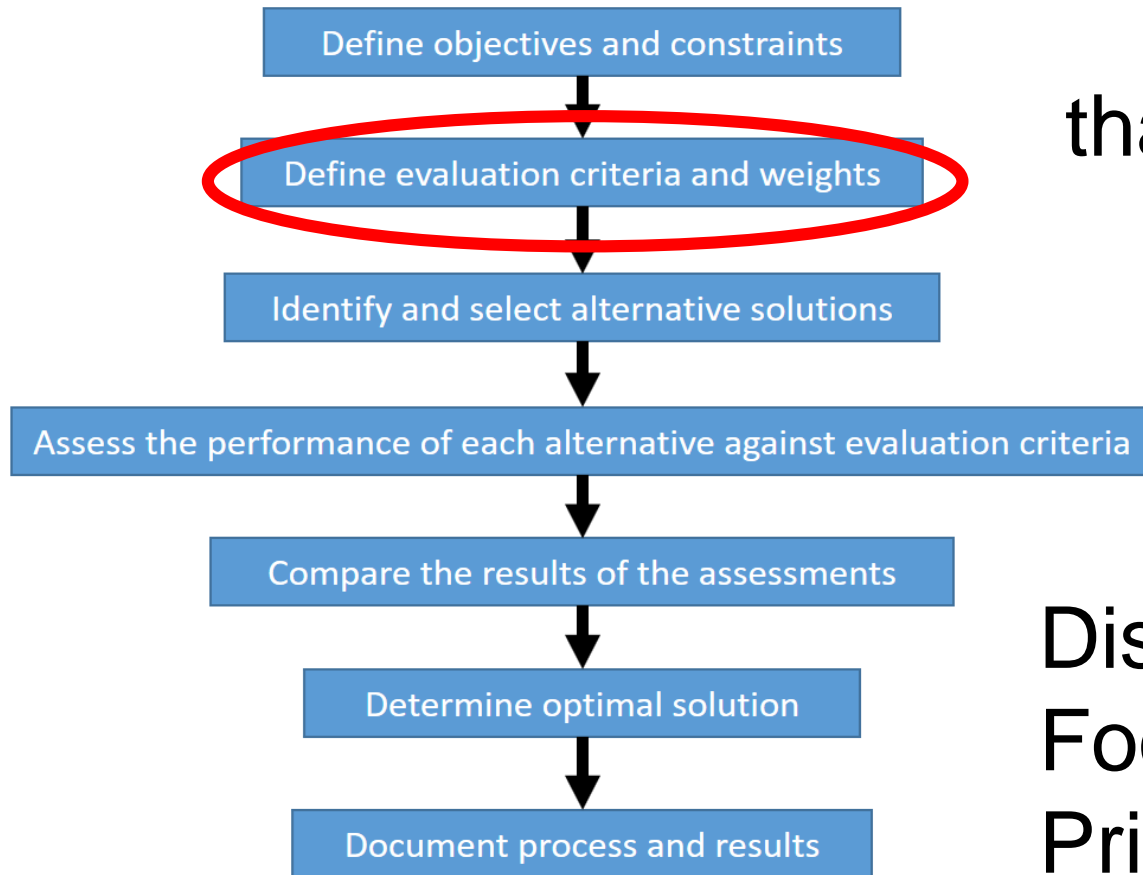 Define objectives and constraints
Define evaluation criteria and weights
Identify and select alternative solutions
Assess the performance of each alternative against evaluation criteria
Compare the results of the assessments
Determine optimal solution
Document process and results